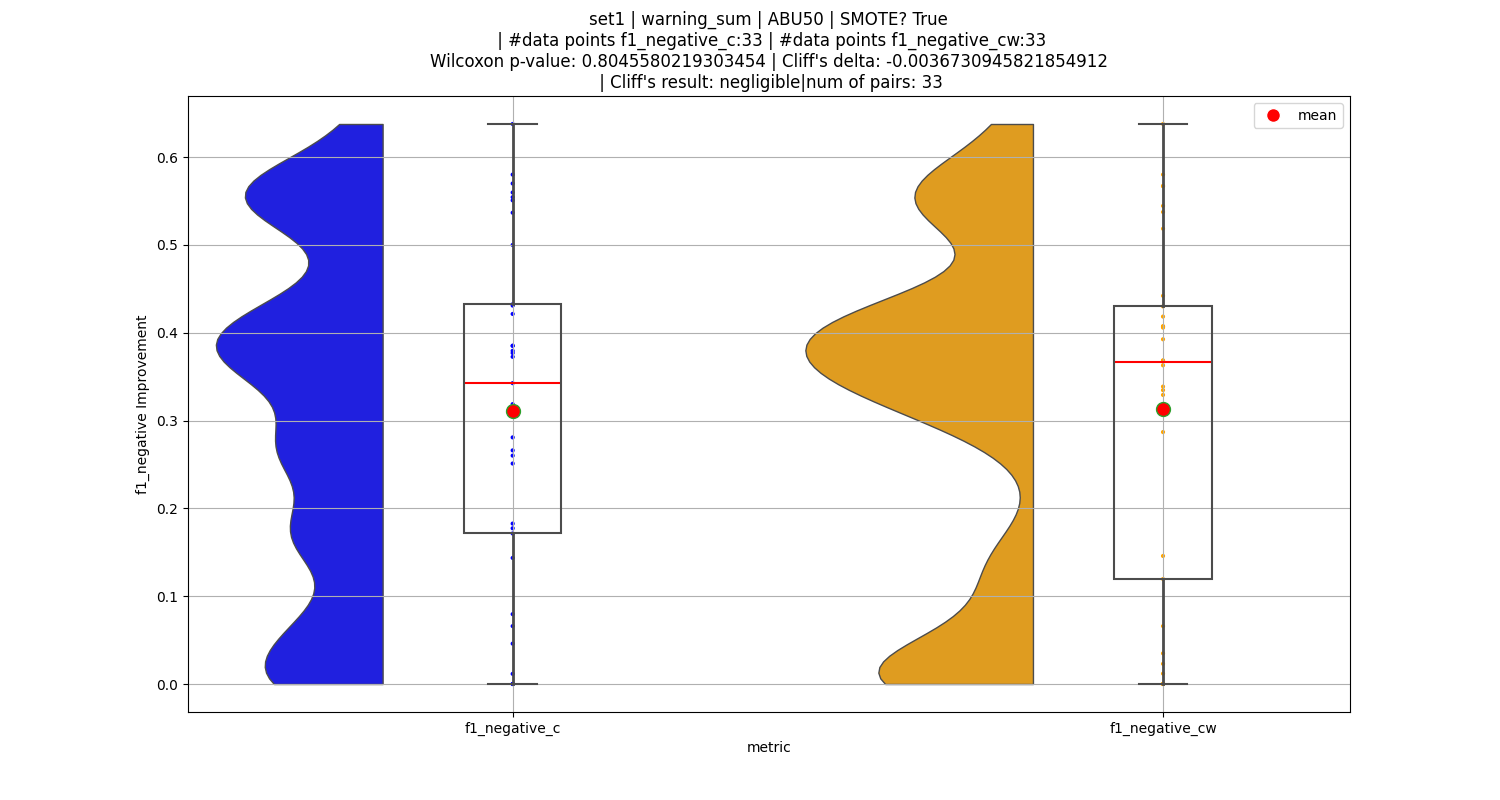 set1 | warning_sum | ABU50 | SMOTE? True
| #data points f1_negative_c:33 | #data points f1_negative_cw:33
Wilcoxon p-value: 0.8045580219303454 | Cliff's delta: -0.0036730945821854912
| Cliff's result: negligible|num of pairs: 33
mean
0.6
0.5
0.4
0.3
0.2
0.1
0.0
f1_negative Improvement
f1_negative_c
f1_negative_cw
metric